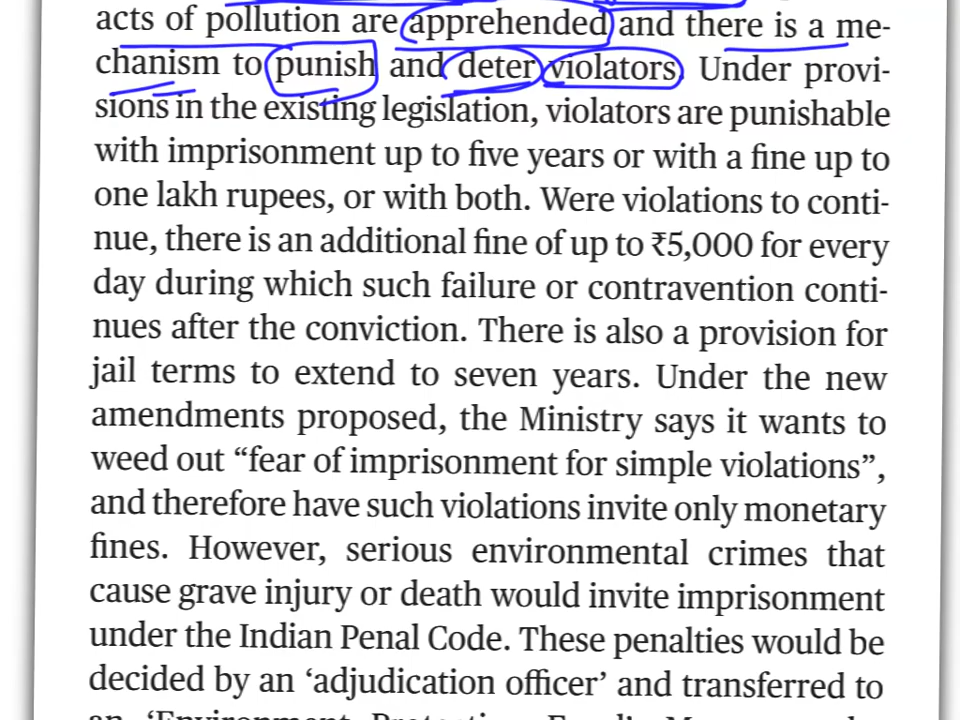 acts of pollution are apprehended and there is a me-
chanism to punish and deter violators. Under provi-
sions in the existing legislation, violators are punishable
with imprisonment up to five years or with a fine up to
one lakh rupees, or with both. Were violations to conti-
nue, there is an additional fine of up to ₹5,000 for every
day during which such failure or contravention conti-
nues after the conviction. There is also a provision for
jail terms to extend to seven years. Under the new
amendments proposed, the Ministry says it wants to
weed out “fear of imprisonment for simple violations”,
and therefore have such violations invite only monetary
fines. However, serious environmental crimes that
cause grave injury or death would invite imprisonment
under the Indian Penal Code. These penalties would be
decided by an ‘adjudication officer’ and transferred to
an ‘Environment Protection Fund’.